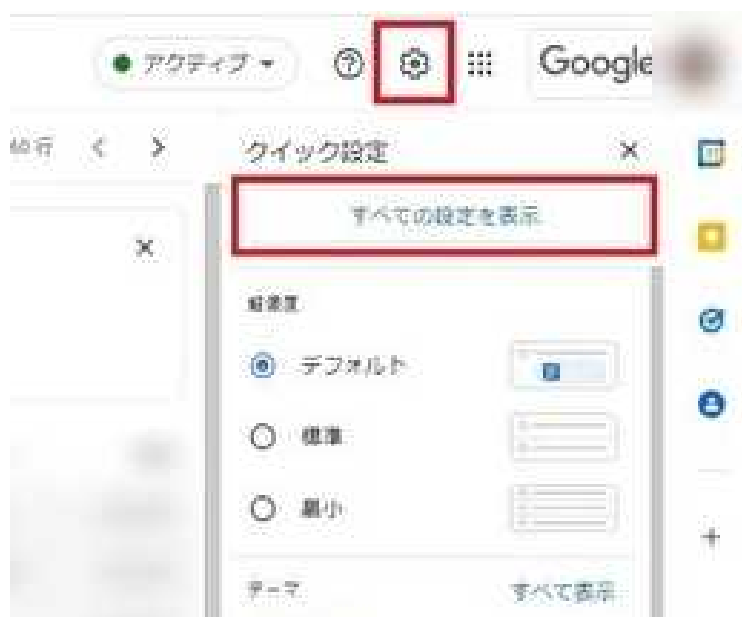 アクティブ
Google
行
クイック設定
すべての設定を表示
デフォルト
標準
最小
テーマ
すべて表示